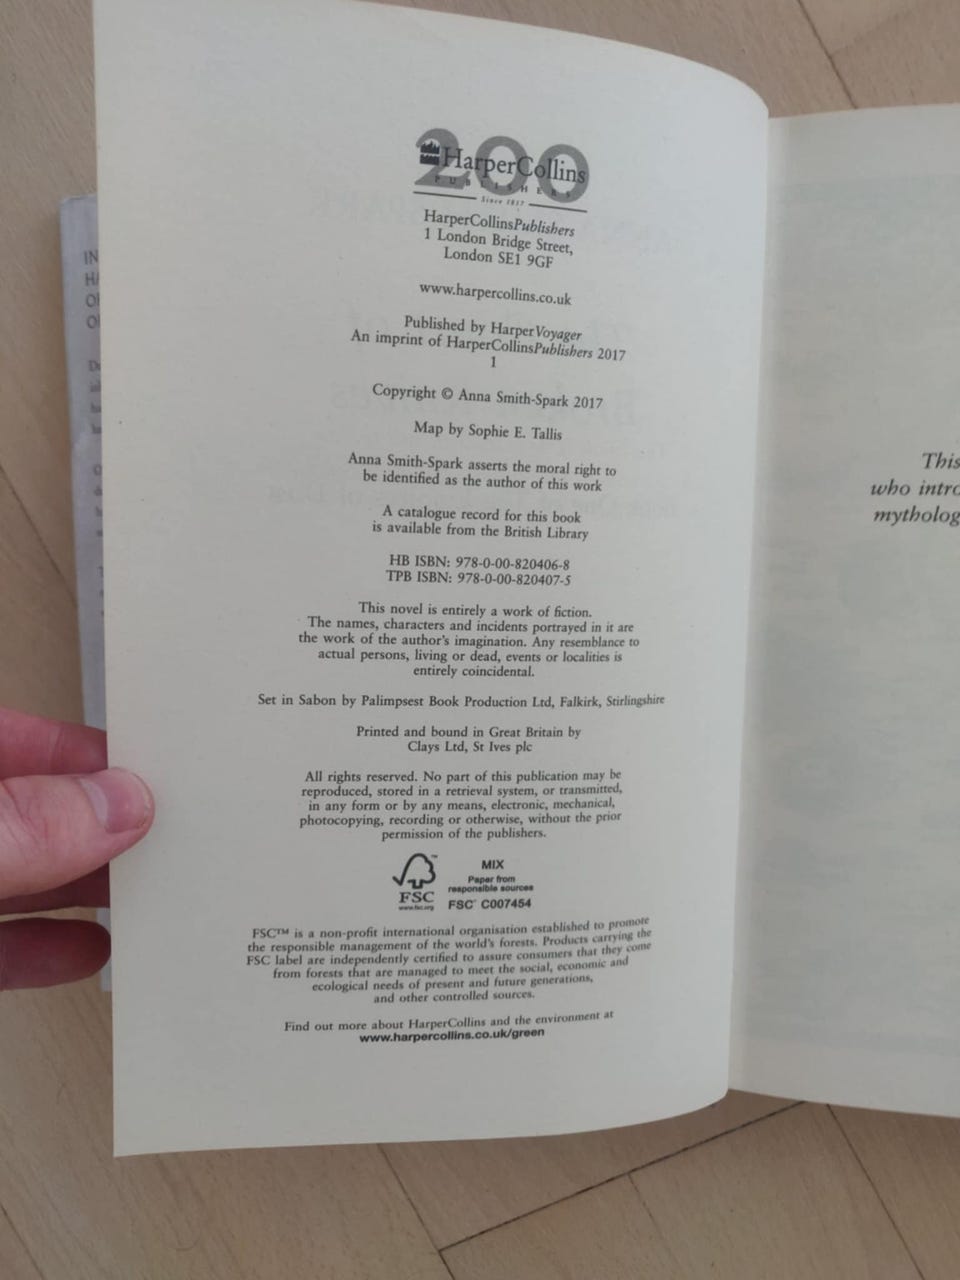 200
HarperCollins
PUBLISHERS
Since 1817
HarperCollinsPublishers
1 London Bridge Street,
London SE1 9GF
www.harpercollins.co.uk
Published by HarperVoyager
An imprint of HarperCollinsPublishers 2017
1
Copyright © Anna Smith-Spark 2017
Map by Sophie E. Tallis
Anna Smith-Spark asserts the moral right to
be identified as the author of this work
A catalogue record for this book
is available from the British Library
HB ISBN: 978-0-00-820406-8
TPB ISBN: 978-0-00-820407-5
This novel is entirely a work of fiction.
The names, characters and incidents portrayed in it are
the work of the author's imagination. Any resemblance to
actual persons, living or dead, events or localities is
entirely coincidental.
Set in Sabon by Palimpsest Book Production Ltd, Falkirk, Stirlingshire
Printed and bound in Great Britain by
Clays Ltd, St Ives plc
All rights reserved. No part of this publication may be
reproduced, stored in a retrieval system, or transmitted,
in any form or by any means, electronic, mechanical,
photocopying, recording or otherwise, without the prior
permission of the publishers.
FSC
www.fsc.org
MIX
Paper from
responsible sources
FSC® C007454
FSC™ is a non-profit international organisation established to promote
the responsible management of the world's forests. Products carrying the
FSC label are independently certified to assure consumers that they come
from forests that are managed to meet the social, economic and
ecological needs of present and future generations,
and other controlled sources.
Find out more about HarperCollins and the environment at
www.harpercollins.co.uk/green
This
who intro
mytholog